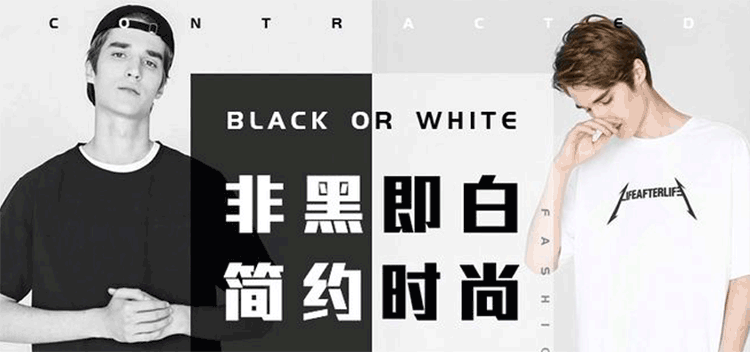 CONTRACTED
BLACK OR WHITE
非黑即白
简约时尚
LIFEAFTERLIFE
FASHIO